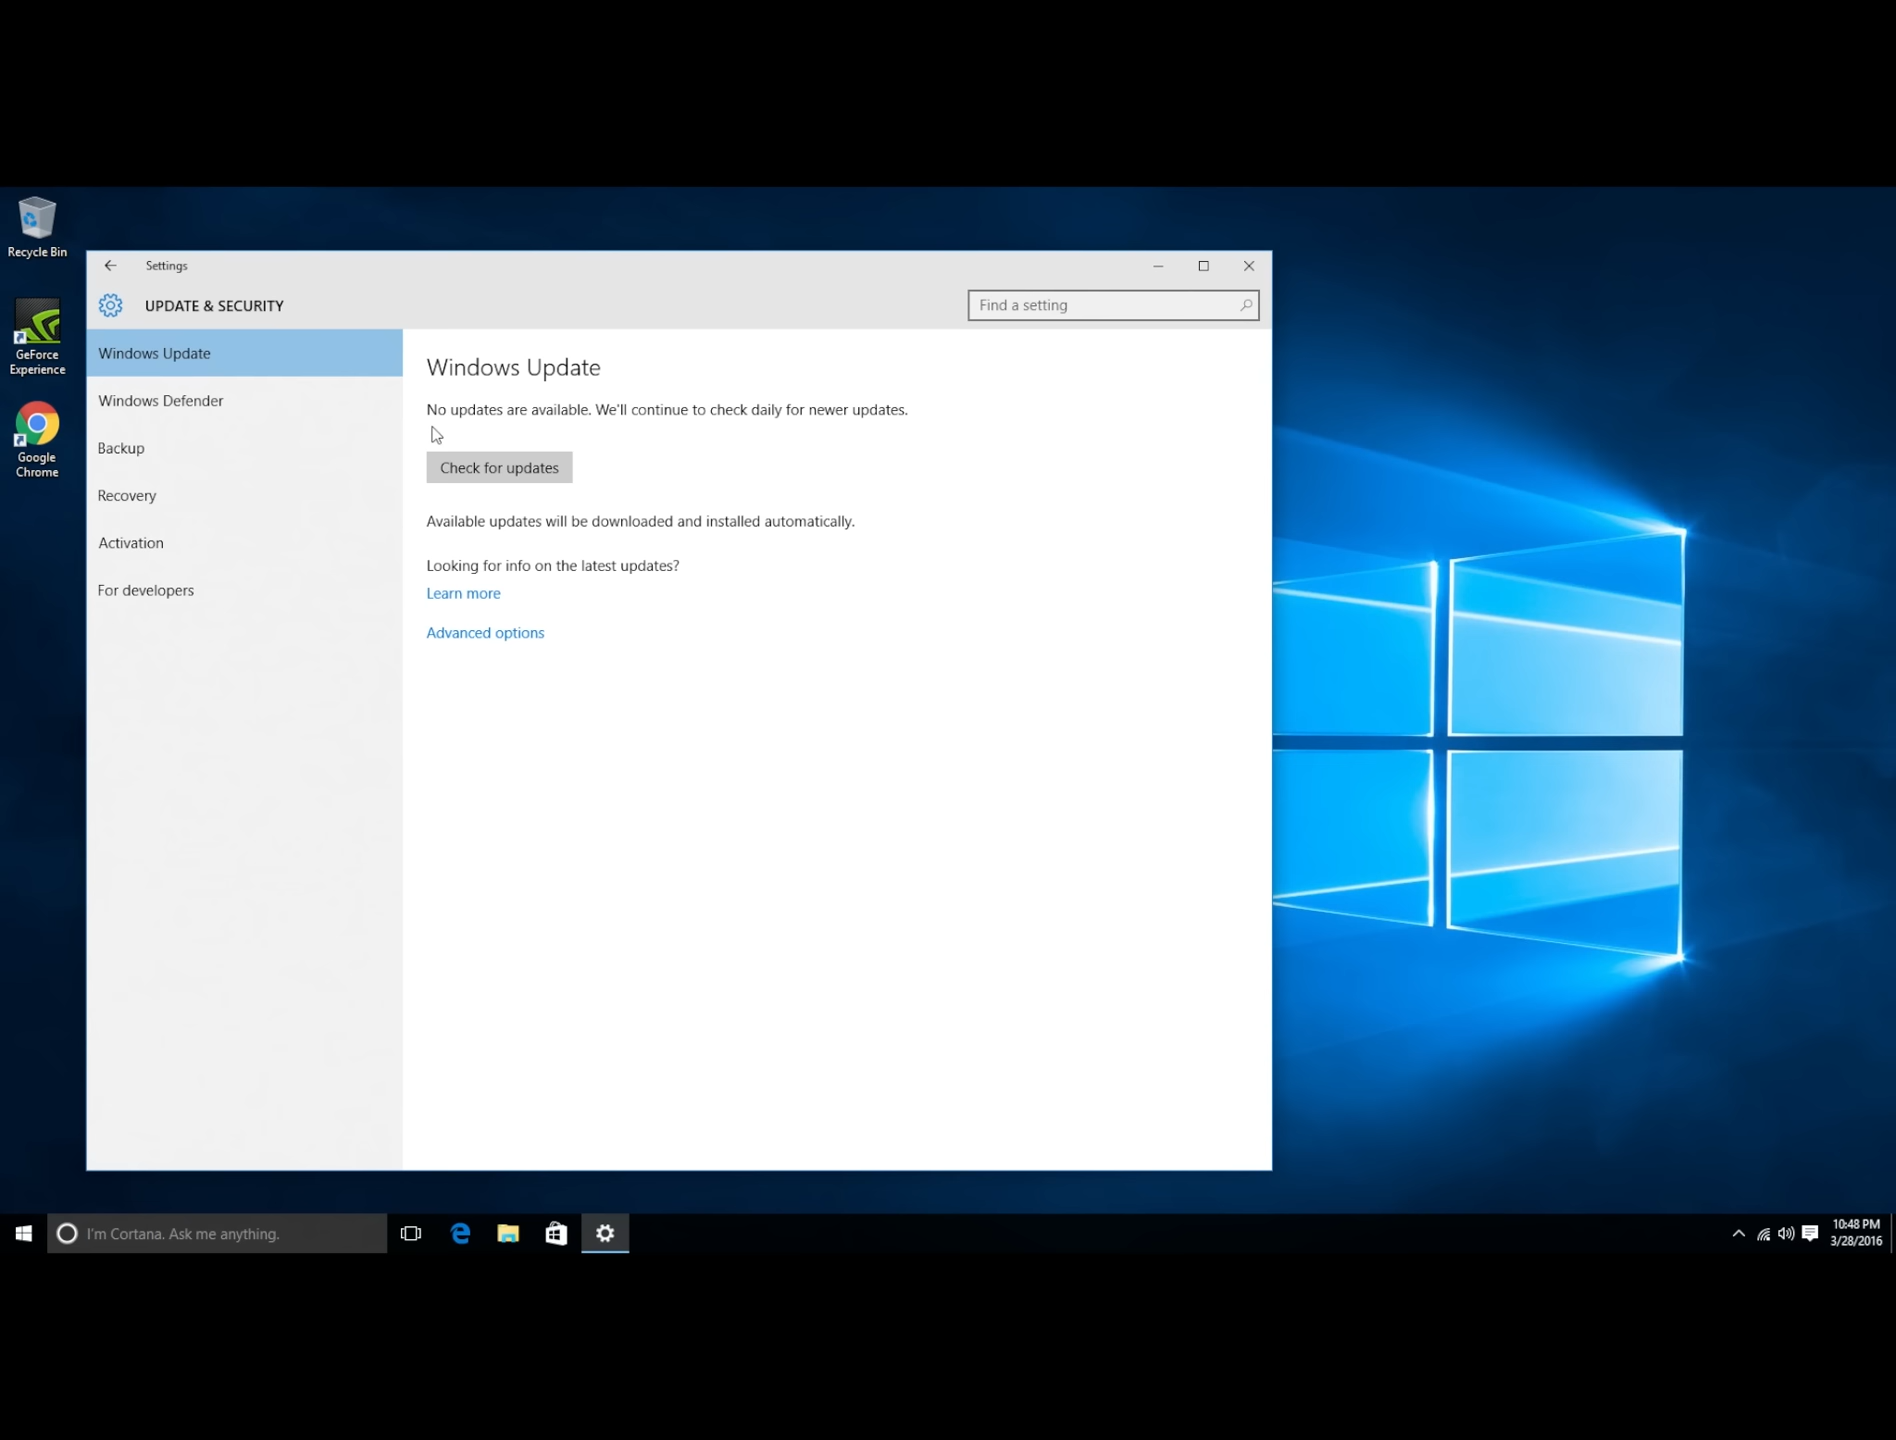 Recycle Bin
GeForce
Experience
Google
Chrome
Settings
UPDATE & SECURITY
Find a setting
Windows Update
Windows Defender
Backup
Recovery
Activation
For developers
Windows Update
No updates are available. We'll continue to check daily for newer updates.
Check for updates
Available updates will be downloaded and installed automatically.
Looking for info on the latest updates?
Learn more
Advanced options
I'm Cortana. Ask me anything.
10:48 PM
3/28/2016